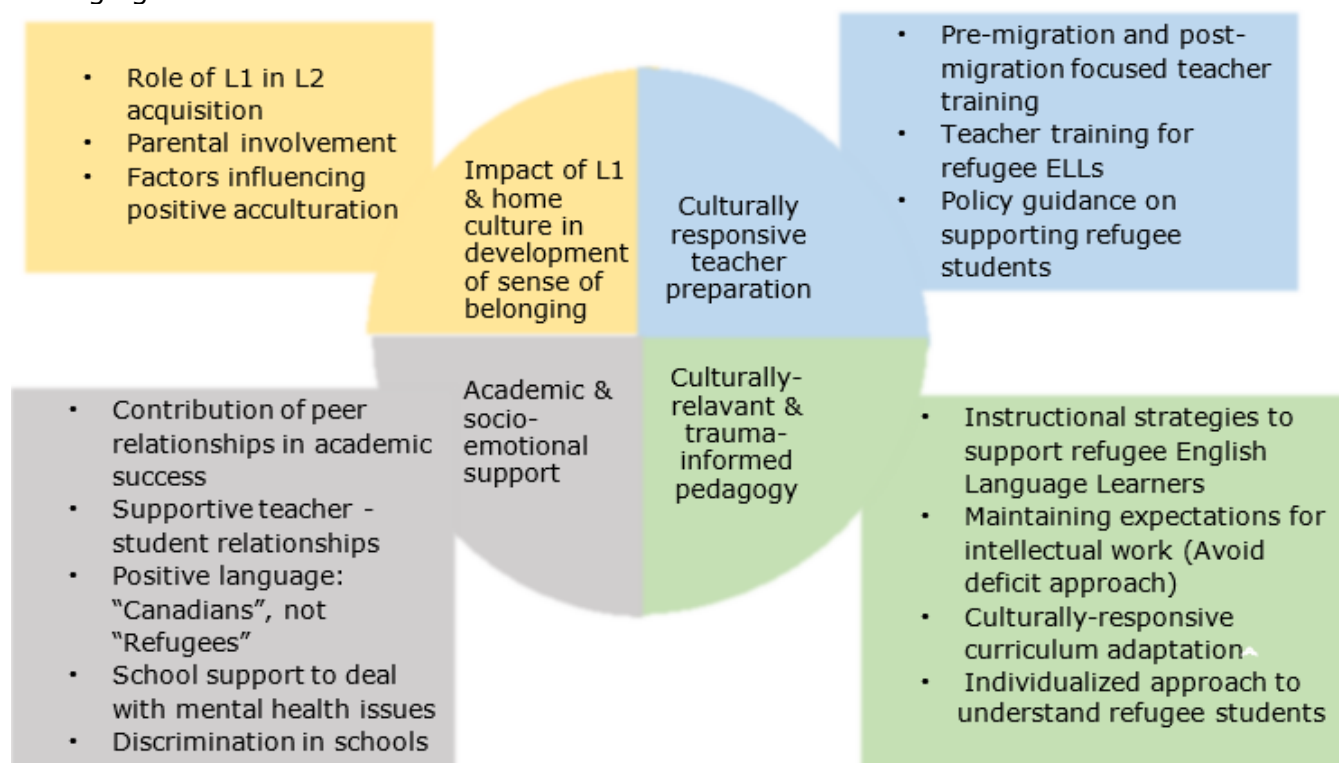 • Role of L1 in L2
acquisition
• Parental involvement
• Factors influencing
positive acculturation
Impact of L1
& home
culture in
development
of sense of
belonging
Culturally
responsive
teacher
preparation
• Pre-migration and post-
migration focused teacher
training
• Teacher training for
refugee ELLs
• Policy guidance on
supporting refugee
students
• Contribution of peer
relationships in academic
success
• Supportive teacher -
student relationships
• Positive language:
“Canadians”, not
“Refugees”
• School support to deal
with mental health issues
• Discrimination in schools
Academic &
socio-
emotional
support
Culturally-
relavant &
trauma-
informed
pedagogy
• Instructional strategies to
support refugee English
Language Learners
• Maintaining expectations for
intellectual work (Avoid
deficit approach)
• Culturally-responsive
curriculum adaptation
• Individualized approach to
understand refugee students